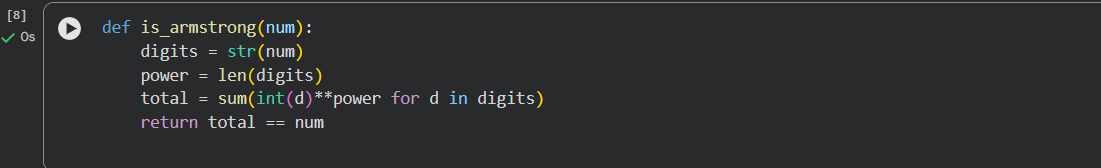 [8]
0s
def is_armstrong(num):
    digits = str(num)
    power = len(digits)
    total = sum(int(d)**power for d in digits)
    return total == num